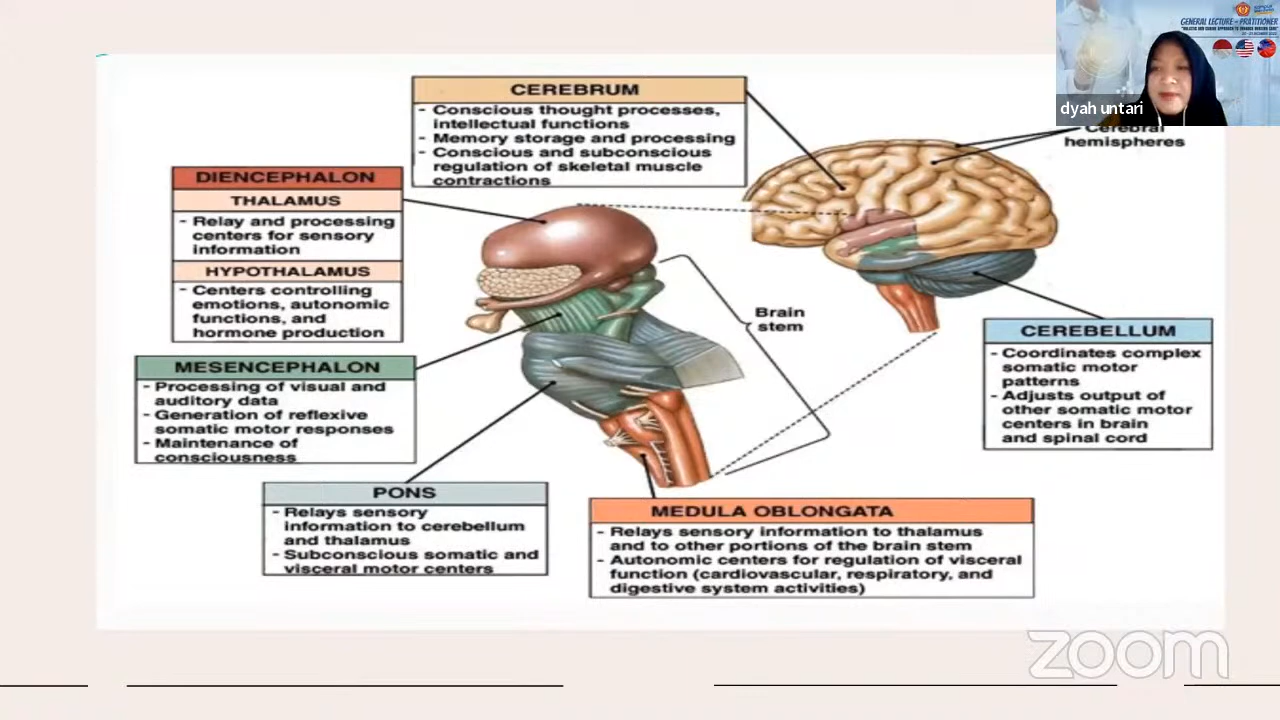 CEREBRUM
- Conscious thought processes,
intellectual functions
- Memory storage and processing
- Conscious and subconscious
regulation of skeletal muscle
contractions
GENERAL LECTURE - PRATITIONER
dyah untari
Cerebral
hemispheres
DIENCEPHALON
THALAMUS
- Relay and processing
centers for sensory
information
HYPOTHALAMUS
- Centers controlling
emotions, autonomic
functions, and
hormone production
Brain
stem
MESENCEPHALON
- Processing of visual and
auditory data
- Generation of reflexive
somatic motor responses
- Maintenance of
consciousness
CEREBELLUM
- Coordinates complex
somatic motor
patterns
- Adjusts output of
other somatic motor
centers in brain
and spinal cord
PONS
- Relays sensory
information to cerebellum
and thalamus
- Subconscious somatic and
visceral motor centers
MEDULA OBLONGATA
- Relays sensory information to thalamus
and to other portions of the brain stem
- Autonomic centers for regulation of visceral
function (cardiovascular, respiratory, and
digestive system activities)
zoom